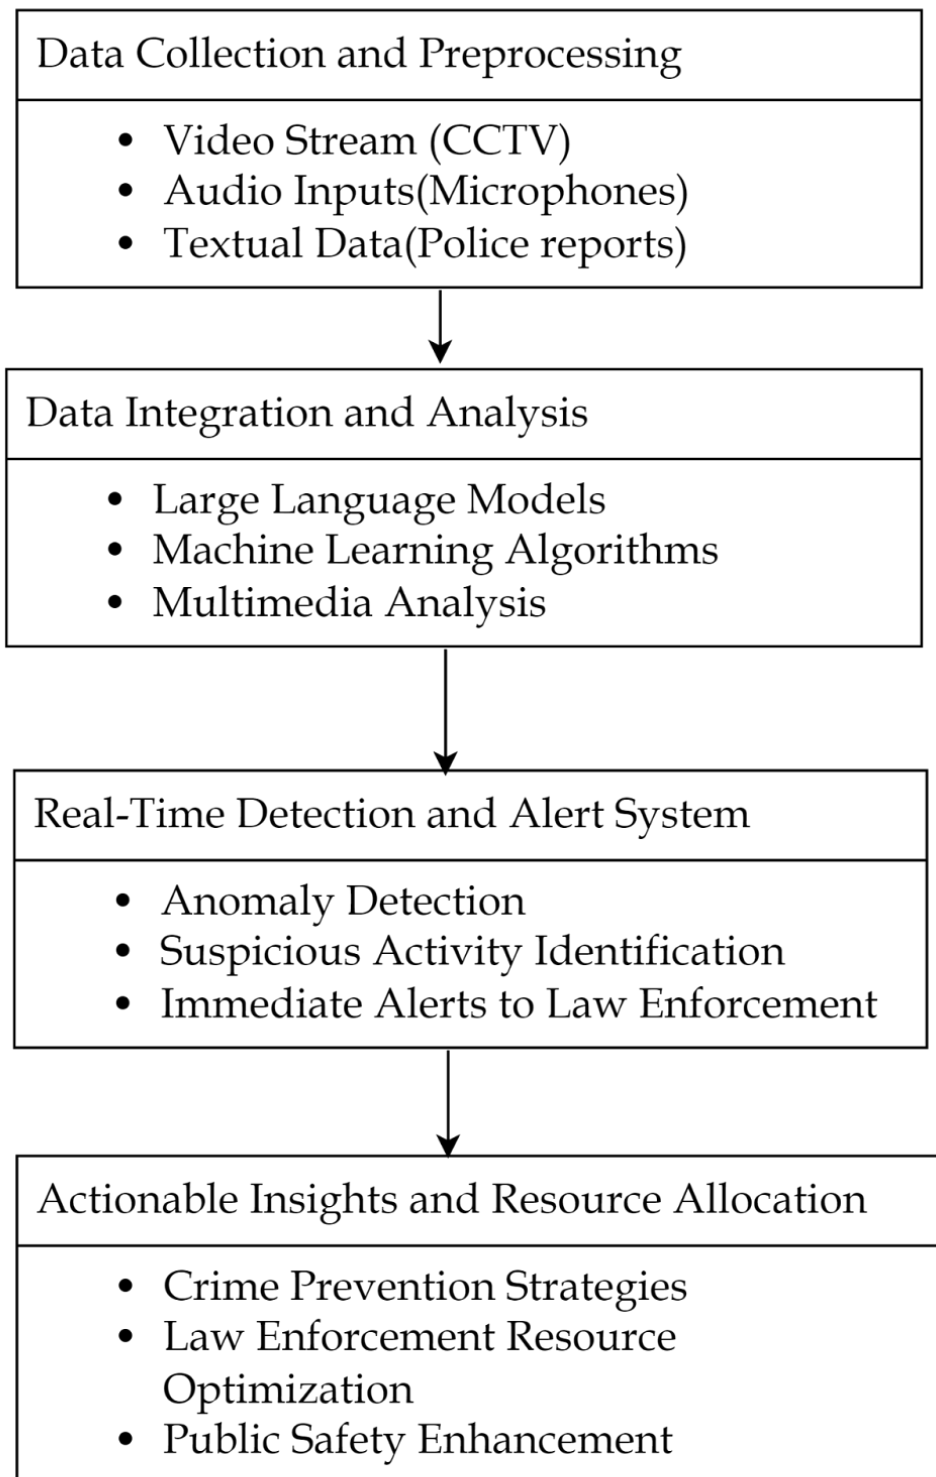 Data Collection and Preprocessing
• Video Stream (CCTV)
• Audio Inputs(Microphones)
• Textual Data(Police reports)
Data Integration and Analysis
• Large Language Models
• Machine Learning Algorithms
• Multimedia Analysis
Real-Time Detection and Alert System
• Anomaly Detection
• Suspicious Activity Identification
• Immediate Alerts to Law Enforcement
Actionable Insights and Resource Allocation
• Crime Prevention Strategies
• Law Enforcement Resource
Optimization
• Public Safety Enhancement